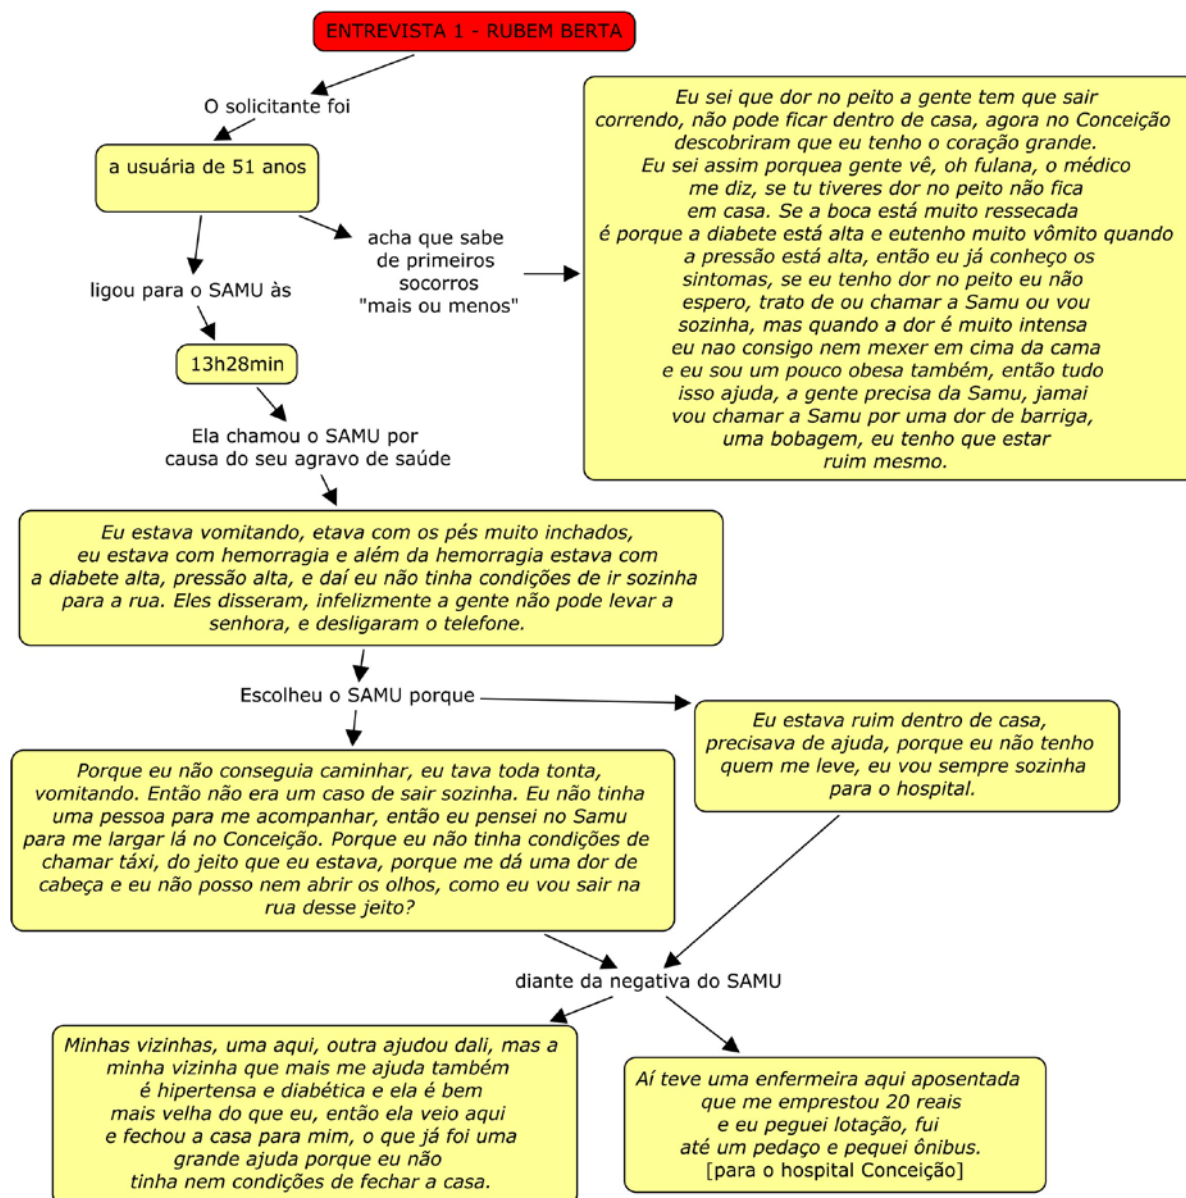 ENTREVISTA 1 - RUBEM BERTA
O solicitante foi
a usuária de 51 anos
ligou para o SAMU às
13h28min
acha que sabe
de primeiros
socorros
"mais ou menos"
Eu sei que dor no peito a gente tem que sair
correndo, não pode ficar dentro de casa, agora no Conceição
descobriram que eu tenho o coração grande.
Eu sei assim porquea gente vê, oh fulana, o médico
me diz, se tu tiveres dor no peito não fica
em casa. Se a boca está muito ressecada
é porque a diabete está alta e eutenho muito vômito quando
a pressão está alta, então eu já conheço os
sintomas, se eu tenho dor no peito eu não
espero, trato de ou chamar a Samu ou vou
sozinha, mas quando a dor é muito intensa
eu nao consigo nem mexer em cima da cama
e eu sou um pouco obesa também, então tudo
isso ajuda, a gente precisa da Samu, jamai
vou chamar a Samu por uma dor de barriga,
uma bobagem, eu tenho que estar
ruim mesmo.
Ela chamou o SAMU por
causa do seu agravo de saúde
Eu estava vomitando, etava com os pés muito inchados,
eu estava com hemorragia e além da hemorragia estava com
a diabete alta, pressão alta, e daí eu não tinha condições de ir sozinha
para a rua. Eles disseram, infelizmente a gente não pode levar a
senhora, e desligaram o telefone.
Escolheu o SAMU porque
Porque eu não conseguia caminhar, eu tava toda tonta,
vomitando. Então não era um caso de sair sozinha. Eu não tinha
uma pessoa para me acompanhar, então eu pensei no Samu
para me largar lá no Conceição. Porque eu não tinha condições de
chamar táxi, do jeito que eu estava, porque me dá uma dor de
cabeça e eu não posso nem abrir os olhos, como eu vou sair na
rua desse jeito?
Eu estava ruim dentro de casa,
precisava de ajuda, porque eu não tenho
quem me leve, eu vou sempre sozinha
para o hospital.
diante da negativa do SAMU
Minhas vizinhas, uma aqui, outra ajudou dali, mas a
minha vizinha que mais me ajuda também
é hipertensa e diabética e ela é bem
mais velha do que eu, então ela veio aqui
e fechou a casa para mim, o que já foi uma
grande ajuda porque eu não
tinha nem condições de fechar a casa.
Aí teve uma enfermeira aqui aposentada
que me emprestou 20 reais
e eu peguei lotação, fui
até um pedaço e pequei ônibus.
[para o hospital Conceição]